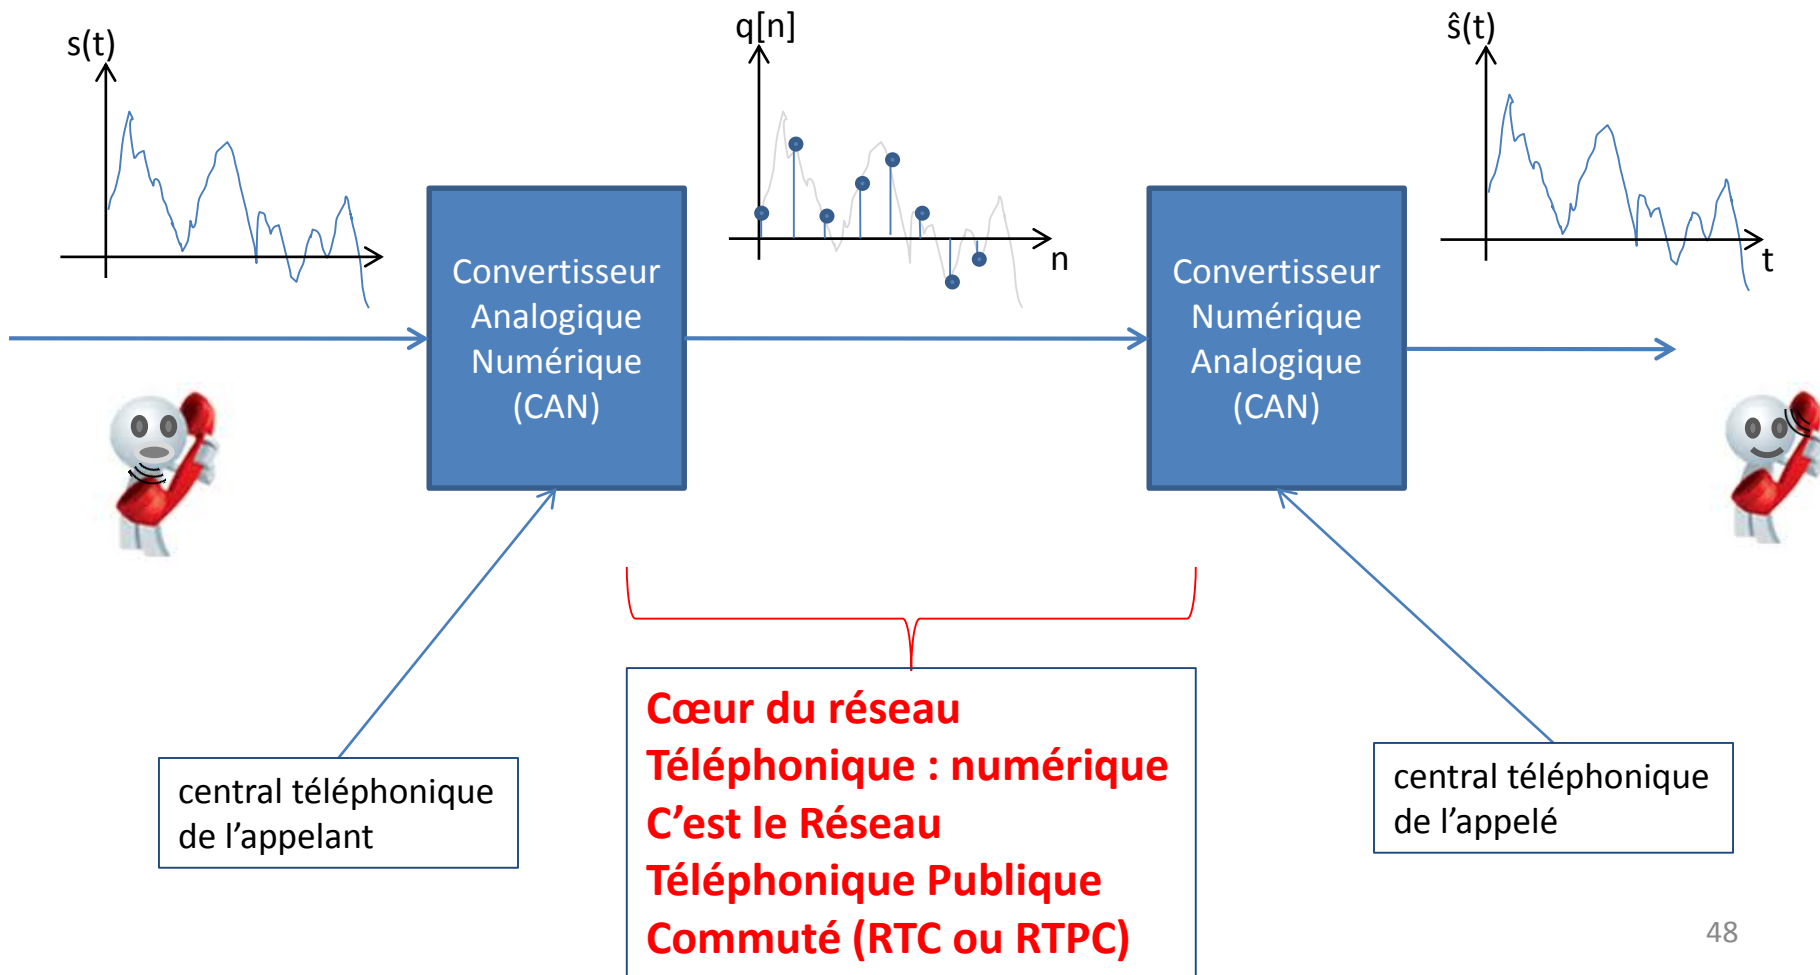 s(t)
q[n]
n
ŝ(t)
t
Convertisseur
Analogique
Numérique
(CAN)
Convertisseur
Numérique
Analogique
(CAN)
central téléphonique
de l’appelant
Cœur du réseau
Téléphonique : numérique
C’est le Réseau
Téléphonique Publique
Commuté (RTC ou RTPC)
central téléphonique
de l’appelé
48